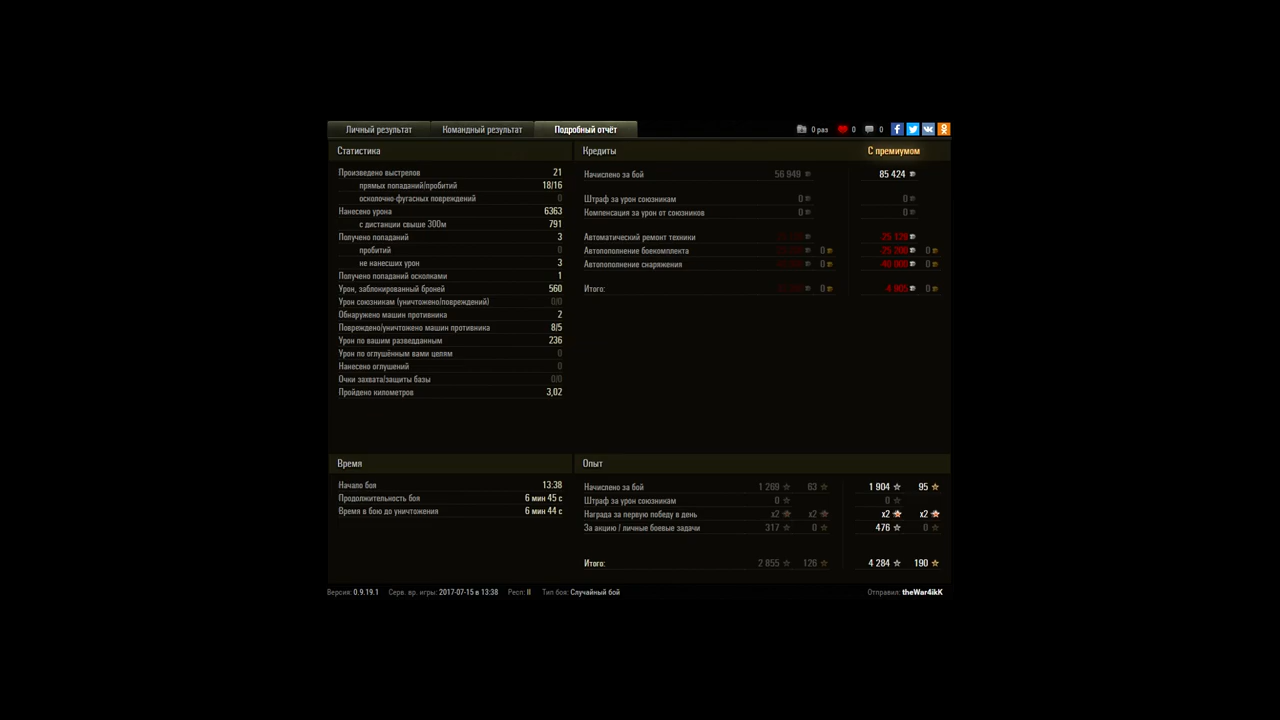 Личный результат Командный результат Подробный отчёт 0 раз 0 0
Статистика
Произведено выстрелов 21
прямых попаданий/пробитий 18/16
осколочно-фугасных повреждений 0
Нанесено урона 6363
с дистанции свыше 300м 791
Получено попаданий 3
пробитий 0
не нанесших урон 3
Получено попаданий осколками 1
Урон, заблокированный броней 560
Урон союзникам (уничтожено/повреждений) 0/0
Обнаружено машин противника 2
Повреждено/уничтожено машин противника 8/5
Урон по вашим разведданным 236
Урон по оглушённым вами целям 0
Нанесено оглушений 0
Очки захвата/защиты базы 0/0
Пройдено километров 3,02
Кредиты С премиумом
Начислено за бой 56 949 85 424
Штраф за урон союзникам 0 0
Компенсация за урон от союзников 0 0
Автоматический ремонт техники -25 129
Автопополнение боекомплекта 0 -25 200 0
Автопополнение снаряжения 0 -40 000 0
Итого: 0 -4 905 0
Время
Начало боя 13:38
Продолжительность боя 6 мин 45 с
Время в бою до уничтожения 6 мин 44 с
Опыт
Начислено за бой 1 269 63 1 904 95
Штраф за урон союзникам 0 0
Награда за первую победу в день x2 x2 x2 x2
За акцию / личные боевые задачи 317 0 476 0
Итого: 2 855 126 4 284 190
Версия: 0.9.19.1 Серв. вр. игры: 2017-07-15 в 13:38 Респ: II Тип боя: Случайный бой Отправил: theWar4ikK